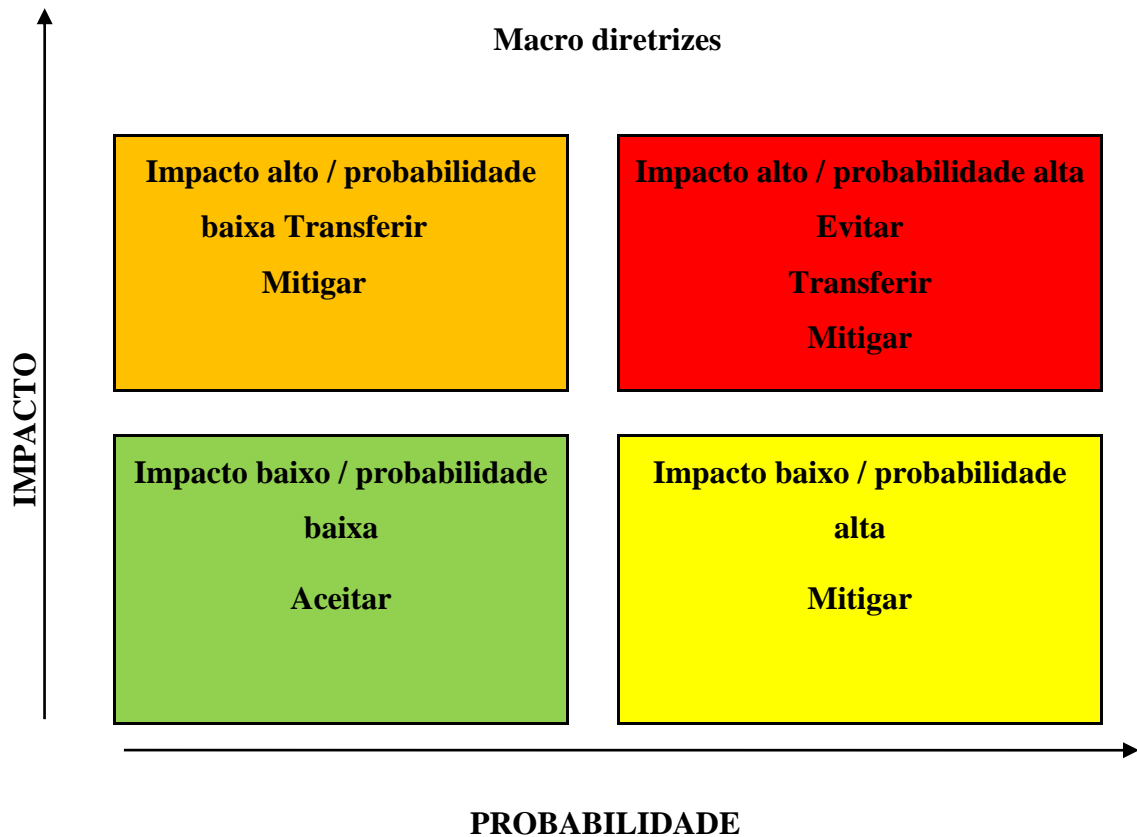 Macro diretrizes
IMPACTO
Impacto alto / probabilidade
baixa Transferir
Mitigar
Impacto alto / probabilidade alta
Evitar
Transferir
Mitigar
Impacto baixo / probabilidade
baixa
Aceitar
Impacto baixo / probabilidade
alta
Mitigar
PROBABILIDADE